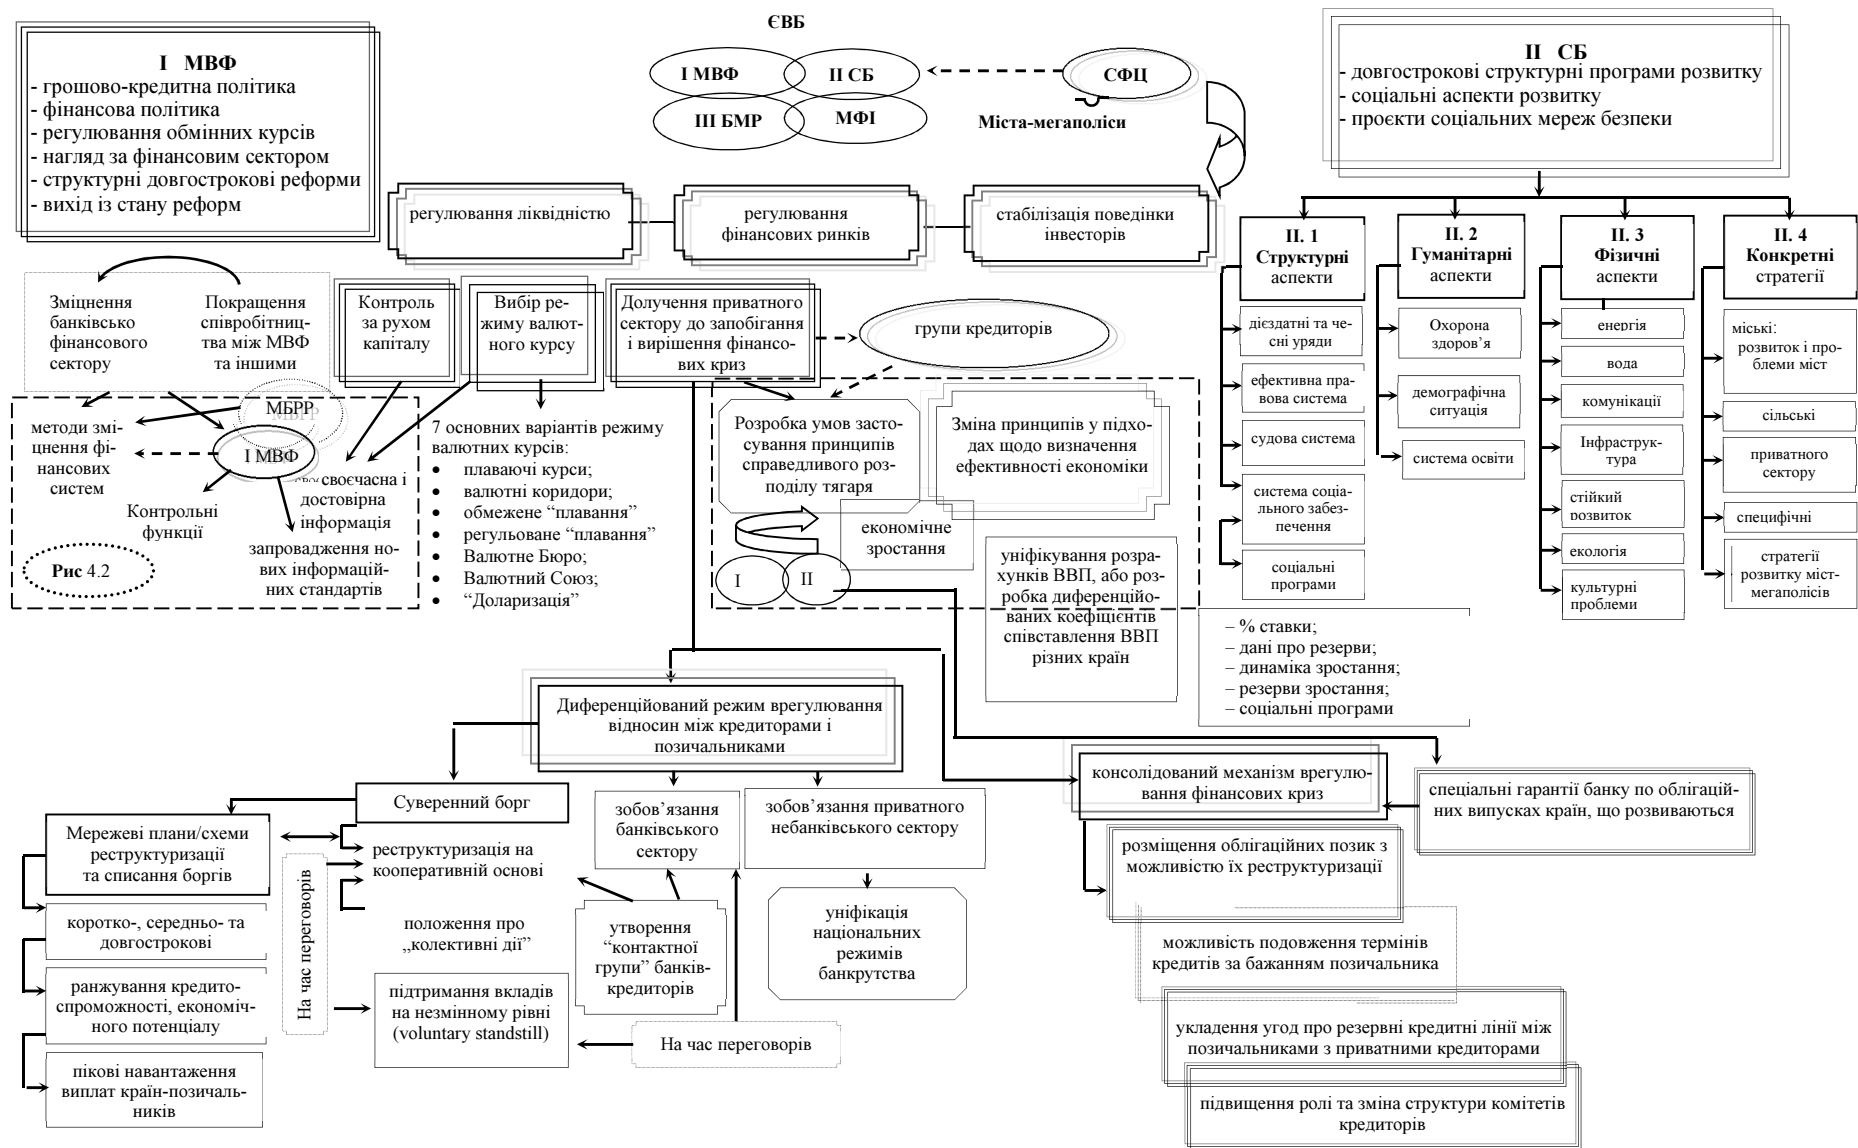 ЄВБ
І МВФ
- грошово-кредитна політика
- фінансова політика
- регулювання обмінних курсів
- нагляд за фінансовим сектором
- структурні довгострокові реформи
- вихід із стану реформ
І МВФ
ІІ СБ
ІІІ БМР
МФІ
СФЦ
Міста-мегаполіси
ІІ СБ
- довгострокові структурні програми розвитку
- соціальні аспекти розвитку
- проєкти соціальних мереж безпеки
регулювання ліквідністю
регулювання
фінансових ринків
стабілізація поведінки
інвесторів
ІІ. 1
Структурні
аспекти
ІІ. 2
Гуманітарні
аспекти
ІІ. 3
Фізичні
аспекти
ІІ. 4
Конкретні
стратегії
Зміцнення
банківсько
фінансового
сектору
Покращення
співробітниц-
тва між МВФ
та іншими
Контроль
за рухом
капіталу
Вибір ре-
жиму валют-
ного курсу
Долучення приватного
сектору до запобігання
і вирішення фінансо-
вих криз
групи кредиторів
дієздатні та че-
сні уряди
ефективна пра-
вова система
судова система
система соціа-
льного забез-
печення
соціальні
програми
Охорона
здоров’я
демографічна
ситуація
система освіти
енергія
вода
комунікації
Інфраструк-
тура
стійкий
розвиток
екологія
культурні
проблеми
міські:
розвиток і про-
блеми міст
сільські
приватного
сектору
специфічні
стратегії
розвитку міст-
мегаполісів
МБРР
І МВФ
методи змі-
цнення фі-
нансових
систем
Контрольні
функції
своєчасна і
достовірна
інформація
запровадження но-
вих інформацій-
них стандартів
Рис 4.2
7 основних варіантів режиму
валютних курсів:
• плаваючі курси;
• валютні коридори;
• обмежене “плавання”
• регульоване “плавання”
• Валютне Бюро;
• Валютний Союз;
• “Доларизація”
Розробка умов засто-
сування принципів
справедливого роз-
поділу тягаря
Зміна принципів у підхо-
дах щодо визначення
ефективності економіки
економічне
зростання
І
ІІ
уніфікування розра-
хунків ВВП, або роз-
робка диференційо-
ваних коефіцієнтів
співставлення ВВП
різних країн
– % ставки;
– дані про резерви;
– динаміка зростання;
– резерви зростання;
– соціальні програми
Диференційований режим врегулювання
відносин між кредиторами і
позичальниками
Суверенний борг
зобов’язання
банківського
сектору
зобов’язання приватного
небанківського сектору
консолідований механізм врегулю-
вання фінансових криз
спеціальні гарантії банку по облігацій-
них випусках країн, що розвиваються
Мережеві плани/схеми
реструктуризації
та списання боргів
коротко-, середньо- та
довгострокові
ранжування кредито-
спроможності, економіч-
ного потенціалу
пікові навантаження
виплат країн-позичаль-
ників
На час переговорів
реструктуризація на
кооперативній основі
положення про
„колективні дії”
підтримання вкладів
на незмінному рівні
(voluntary standstill)
утворення
“контактної
групи” банків-
кредиторів
На час переговорів
уніфікація
національних
режимів
банкрутства
розміщення облігаційних позик з
можливістю їх реструктуризації
можливість подовження термінів
кредитів за бажанням позичальника
укладення угод про резервні кредитні лінії між
позичальниками з приватними кредиторами
підвищення ролі та зміна структури комітетів
кредиторів